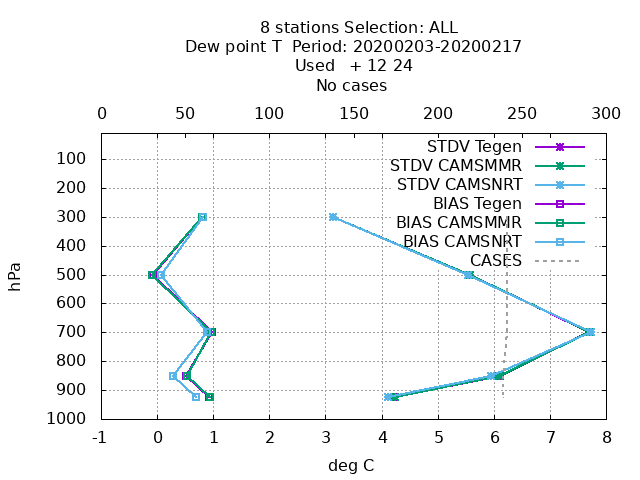 8 stations Selection: ALL
Dew point T  Period: 20200203-20200217
Used   + 12 24
No cases
0 50 100 150 200 250 300
STDV Tegen
STDV CAMSMMR
STDV CAMSNRT
BIAS Tegen
BIAS CAMSMMR
BIAS CAMSNRT
CASES
100
200
300
400
500
600
700
800
900
1000
hPa
-1 0 1 2 3 4 5 6 7 8
deg C